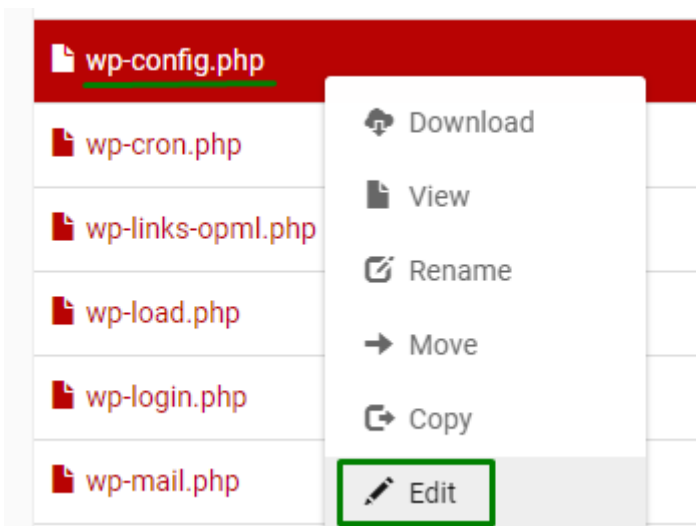 wp-config.php
Download
wp-cron.php
View
wp-links-opml.php
Rename
wp-load.php
Move
wp-login.php
Copy
wp-mail.php
Edit